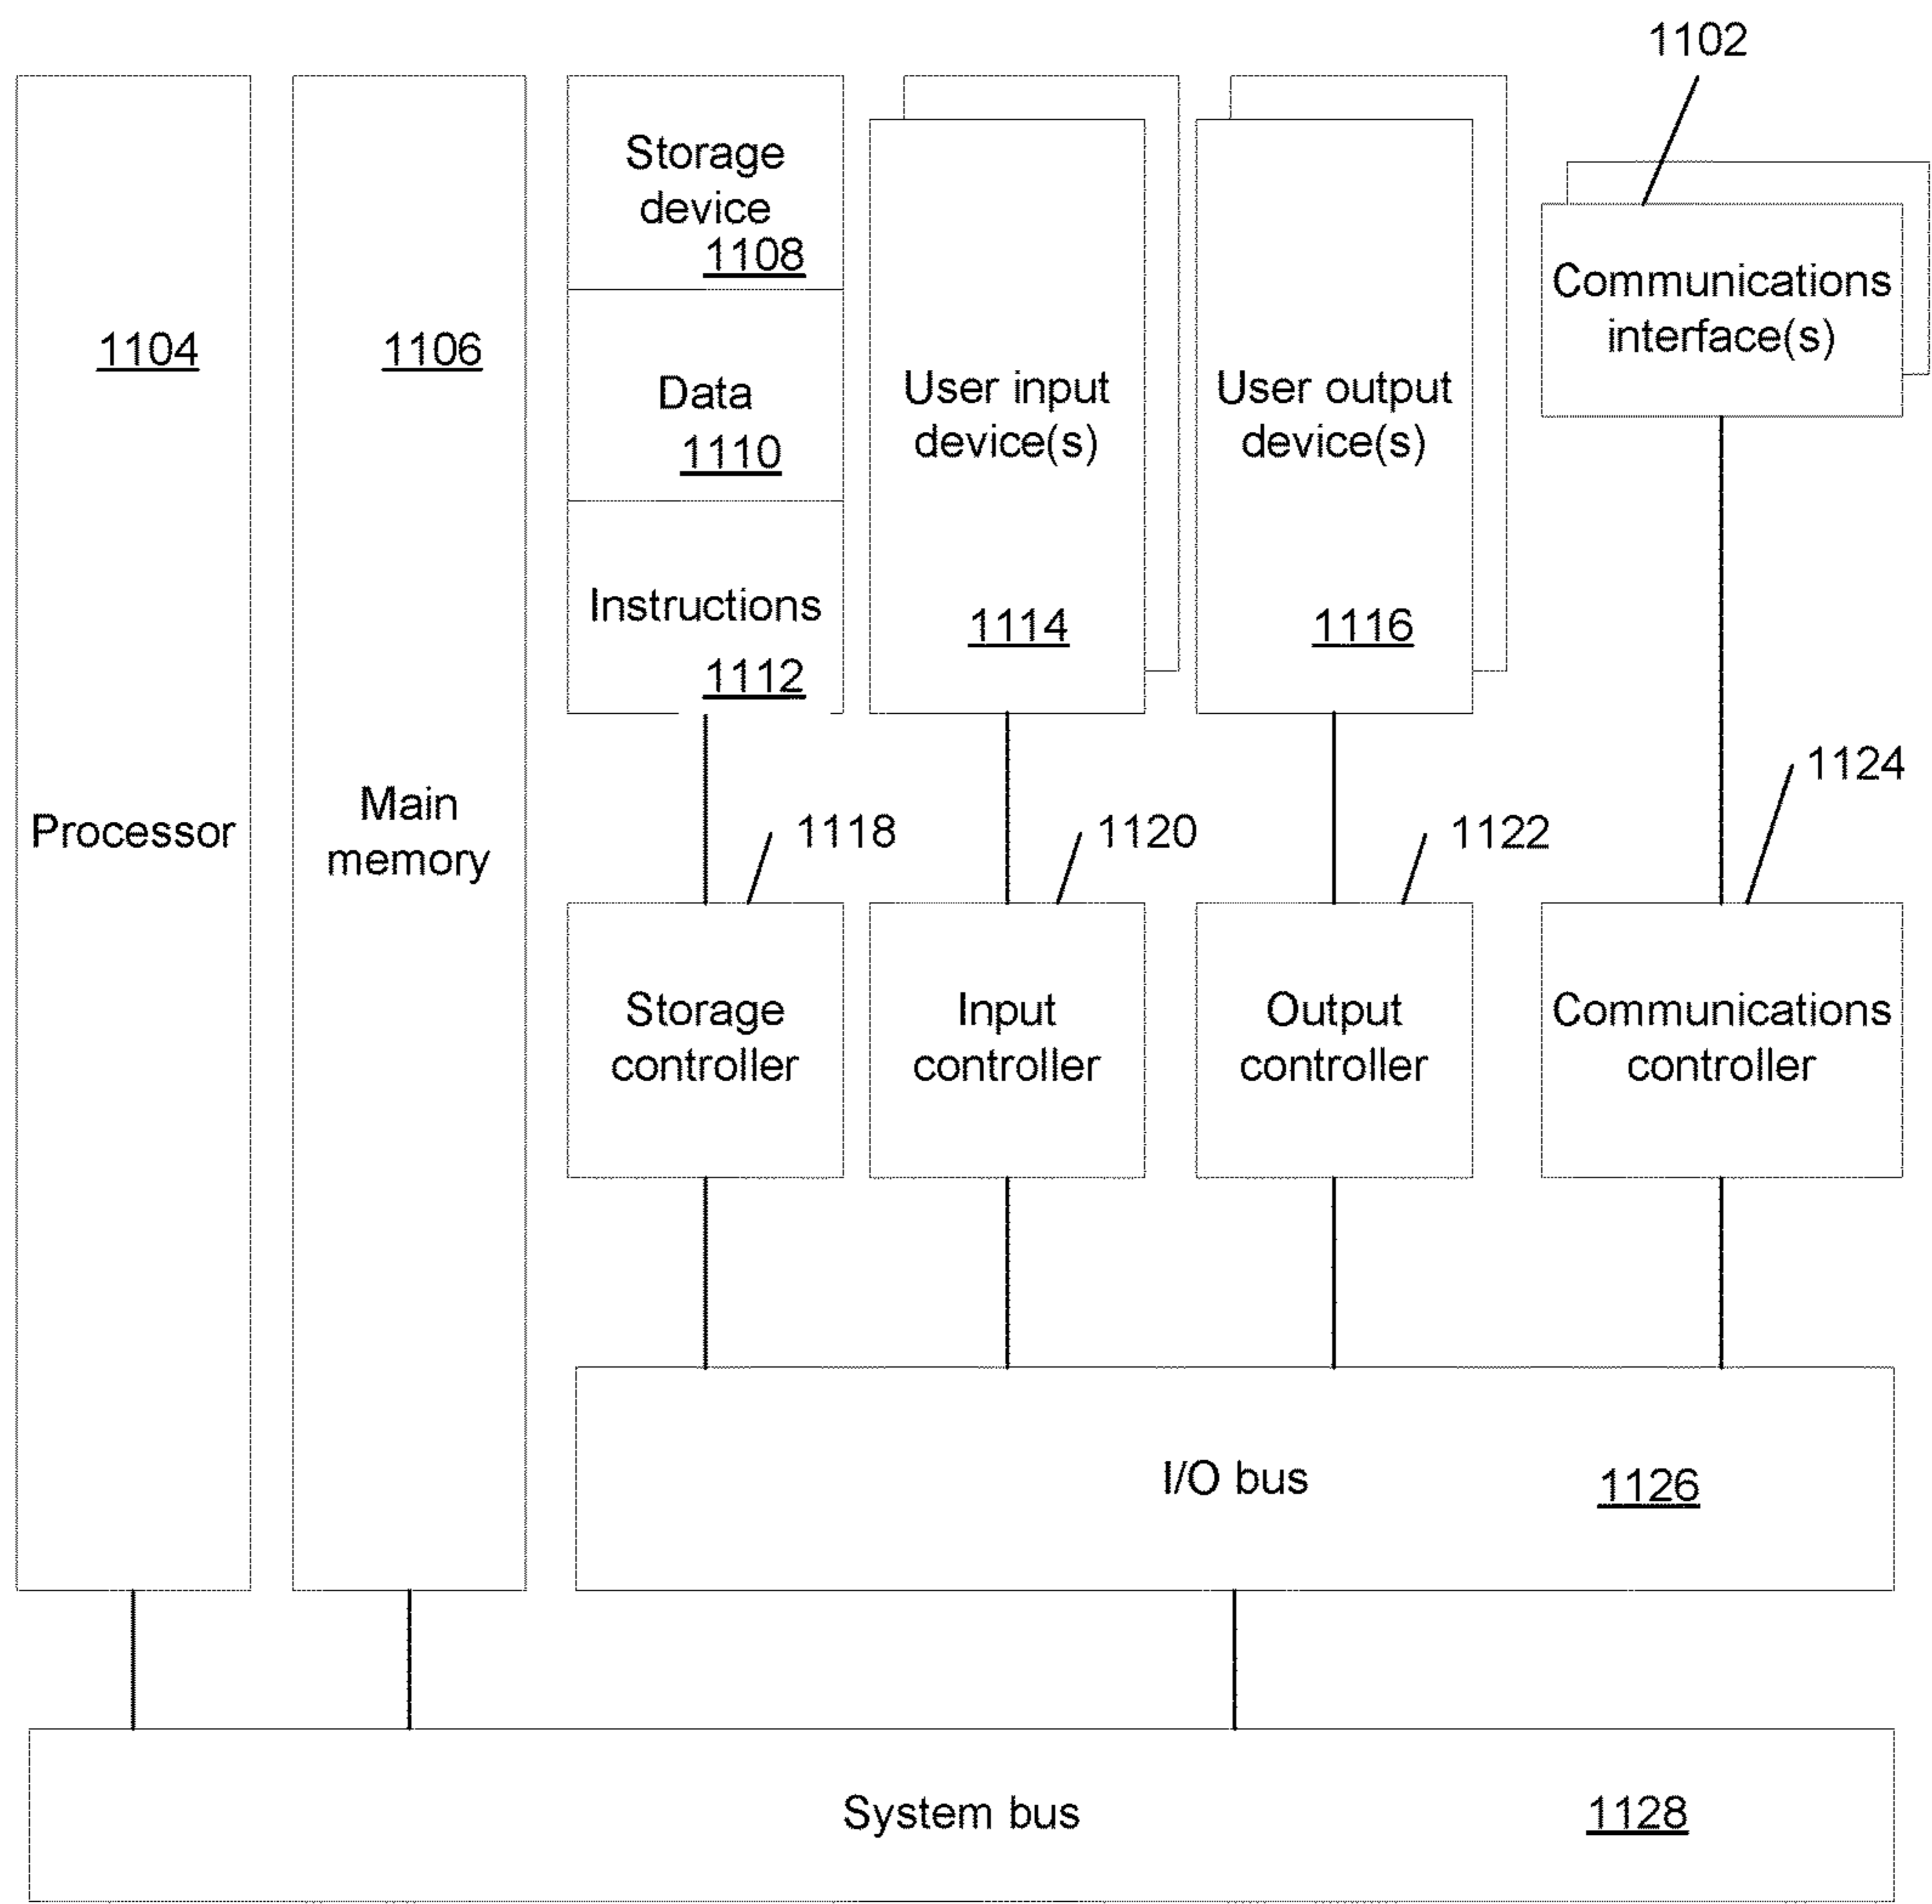 1102
Storage
device
1108
1104
1106
Communications
interface(s)
Data
1110
User input
device(s)
User output
device(s)
Instructions
1112
1114
1116
1124
Processor
Main
memory
1118
1120
1122
Storage
controller
Input
controller
Output
controller
Communications
controller
I/O bus
1126
System bus
1128